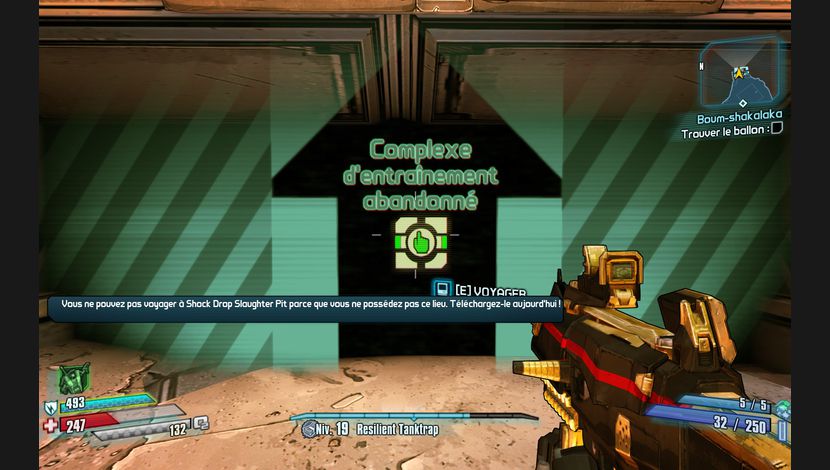 N
Boum-shakalaka
Trouver le ballon :
Complexe
d'entraînement
abandonné
[E] VOYAGER
Vous ne pouvez pas voyager à Shock Drop Slaughter Pit parce que vous ne possédez pas ce lieu. Téléchargez-le aujourd'hui !
493
247
132
Niv. 19 Resilient Tanktrap
5 / 5
32 / 250